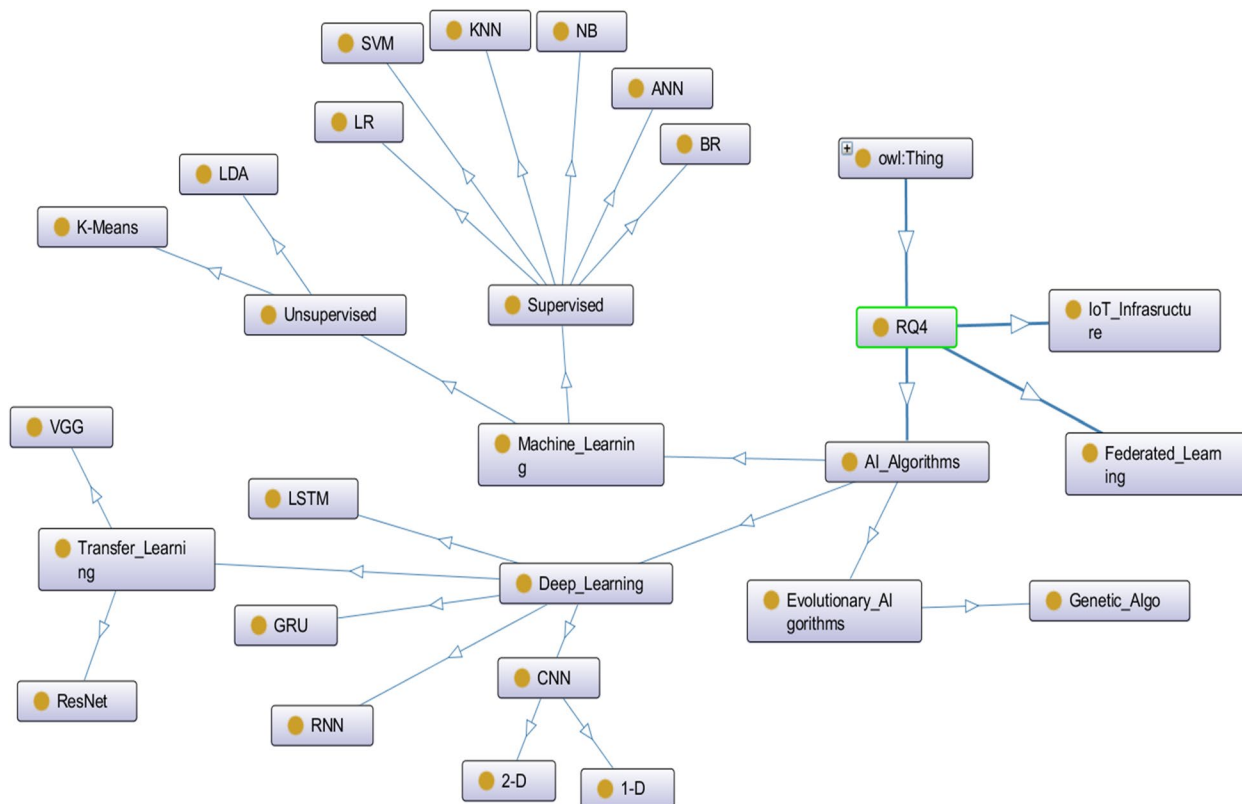 KNN
NB
SVM
ANN
LR
BR
owl:Thing
LDA
K-Means
Unsupervised
Supervised
RQ4
IoT_Infrasructu
re
VGG
Machine_Learnin
g
AI_Algorithms
Federated_Learn
ing
LSTM
Transfer_Learni
ng
Deep_Learning
Evolutionary_Al
gorithms
Genetic_Algo
GRU
CNN
ResNet
RNN
2-D
1-D